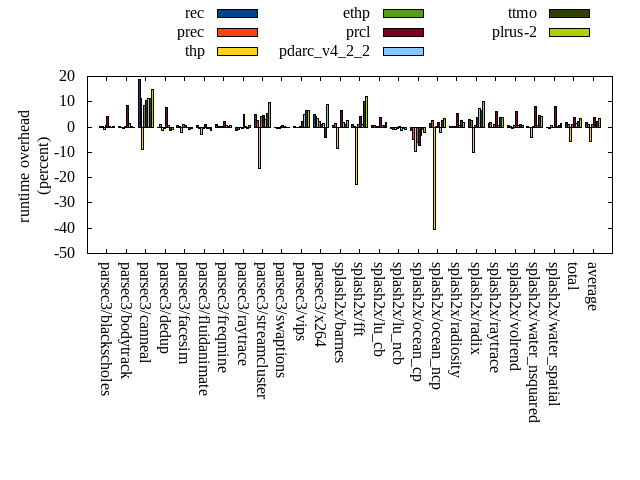 rec
prec
thp
ethp
prcl
pdarc_v4_2_2
ttmo
plrus-2
runtime overhead
(percent)
20
10
0
-10
-20
-30
-40
-50
parsec3/blackscholes
parsec3/bodytrack
parsec3/canneal
parsec3/dedup
parsec3/facesim
parsec3/fluidanimate
parsec3/freqmine
parsec3/raytrace
parsec3/streamcluster
parsec3/swaptions
parsec3/vips
parsec3/x264
splash2x/barnes
splash2x/fft
splash2x/lu_cb
splash2x/lu_ncb
splash2x/ocean_cp
splash2x/ocean_ncp
splash2x/radiosity
splash2x/radix
splash2x/raytrace
splash2x/volrend
splash2x/water_nsquared
splash2x/water_spatial
total
average